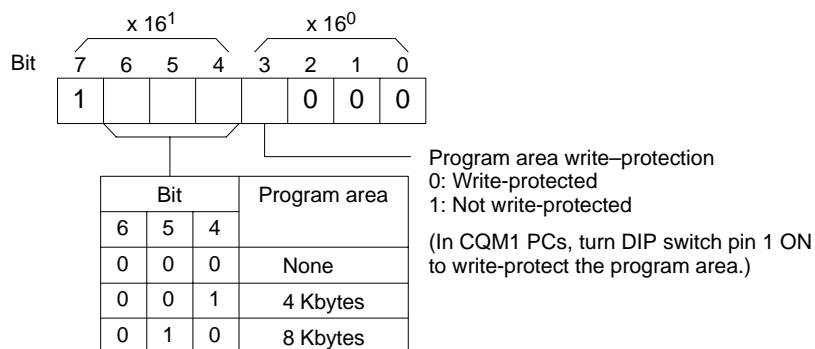 x 16¹ x 16⁰
Bit 7 6 5 4 3 2 1 0
1 0 0 0
Program area write–protection
0: Write-protected
1: Not write-protected
(In CQM1 PCs, turn DIP switch pin 1 ON
to write-protect the program area.)
Bit Program area
6 5 4
0 0 0 None
0 0 1 4 Kbytes
0 1 0 8 Kbytes